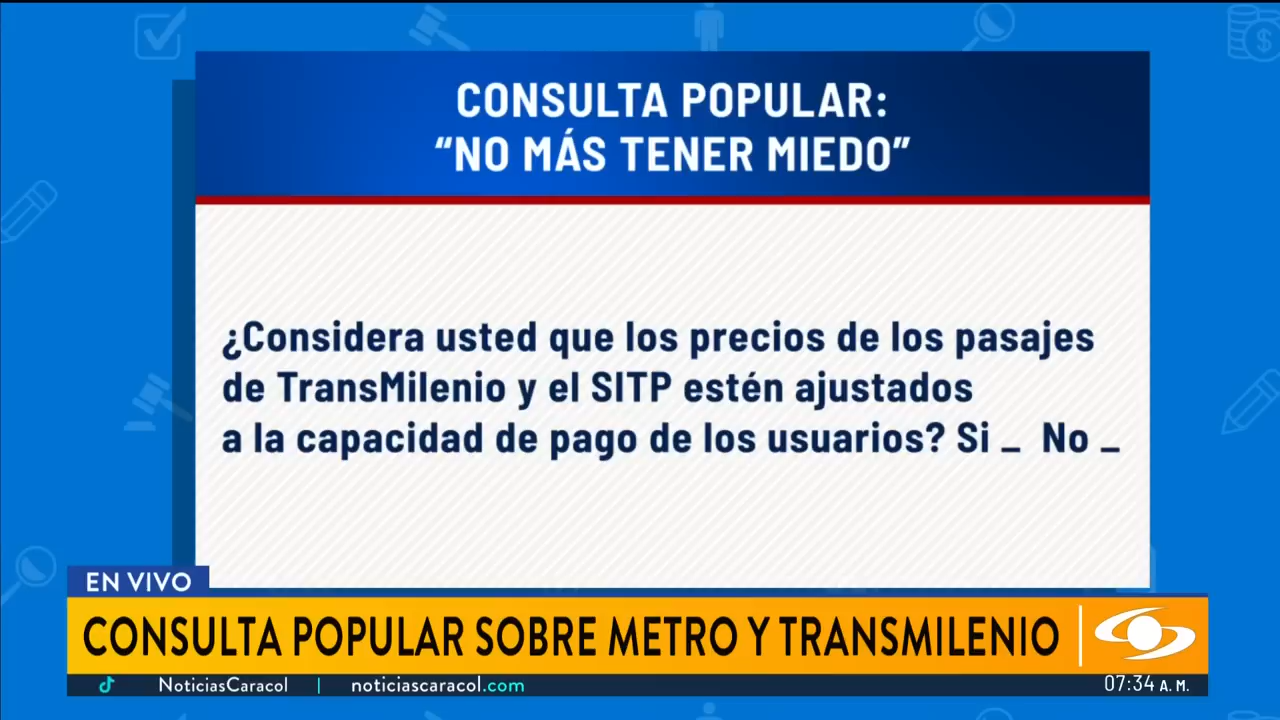 CONSULTA POPULAR:
“NO MÁS TENER MIEDO”
¿Considera usted que los precios de los pasajes
de TransMilenio y el SITP estén ajustados
a la capacidad de pago de los usuarios? Si _ No _
EN VIVO
CONSULTA POPULAR SOBRE METRO Y TRANSMILENIO
NoticiasCaracol | noticiascaracol.com
07:34 A. M.